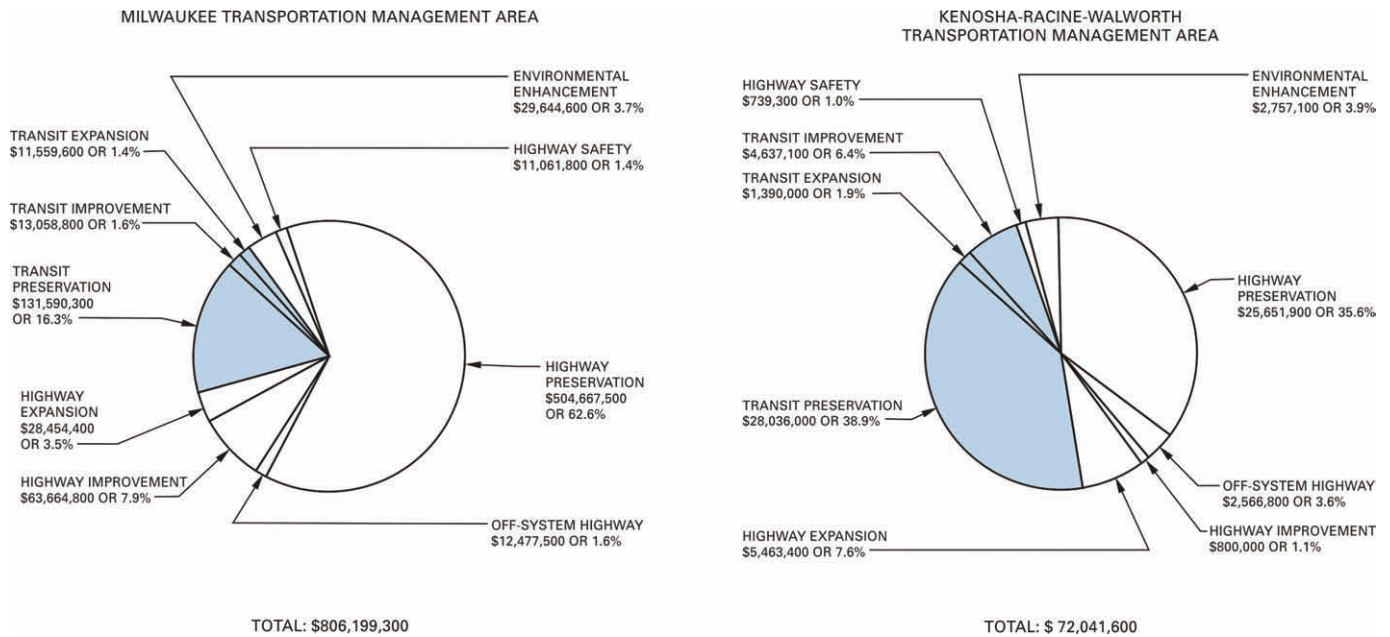 MILWAUKEE TRANSPORTATION MANAGEMENT AREA
ENVIRONMENTAL
ENHANCEMENT
$29,644,600 OR 3.7%
TRANSIT EXPANSION
$11,559,600 OR 1.4%
HIGHWAY SAFETY
$11,061,800 OR 1.4%
TRANSIT IMPROVEMENT
$13,058,800 OR 1.6%
TRANSIT
PRESERVATION
$131,590,300
OR 16.3%
HIGHWAY
PRESERVATION
$504,667,500
OR 62.6%
HIGHWAY
EXPANSION
$28,454,400
OR 3.5%
HIGHWAY IMPROVEMENT
$63,664,800 OR 7.9%
OFF-SYSTEM HIGHWAY
$12,477,500 OR 1.6%
TOTAL: $806,199,300
KENOSHA-RACINE-WALWORTH
TRANSPORTATION MANAGEMENT AREA
HIGHWAY SAFETY
$739,300 OR 1.0%
ENVIRONMENTAL
ENHANCEMENT
$2,757,100 OR 3.9%
TRANSIT IMPROVEMENT
$4,637,100 OR 6.4%
TRANSIT EXPANSION
$1,390,000 OR 1.9%
HIGHWAY
PRESERVATION
$25,651,900 OR 35.6%
TRANSIT PRESERVATION
$28,036,000 OR 38.9%
OFF-SYSTEM HIGHWAY
$2,566,800 OR 3.6%
HIGHWAY IMPROVEMENT
$800,000 OR 1.1%
HIGHWAY EXPANSION
$5,463,400 OR 7.6%
TOTAL: $ 72,041,600